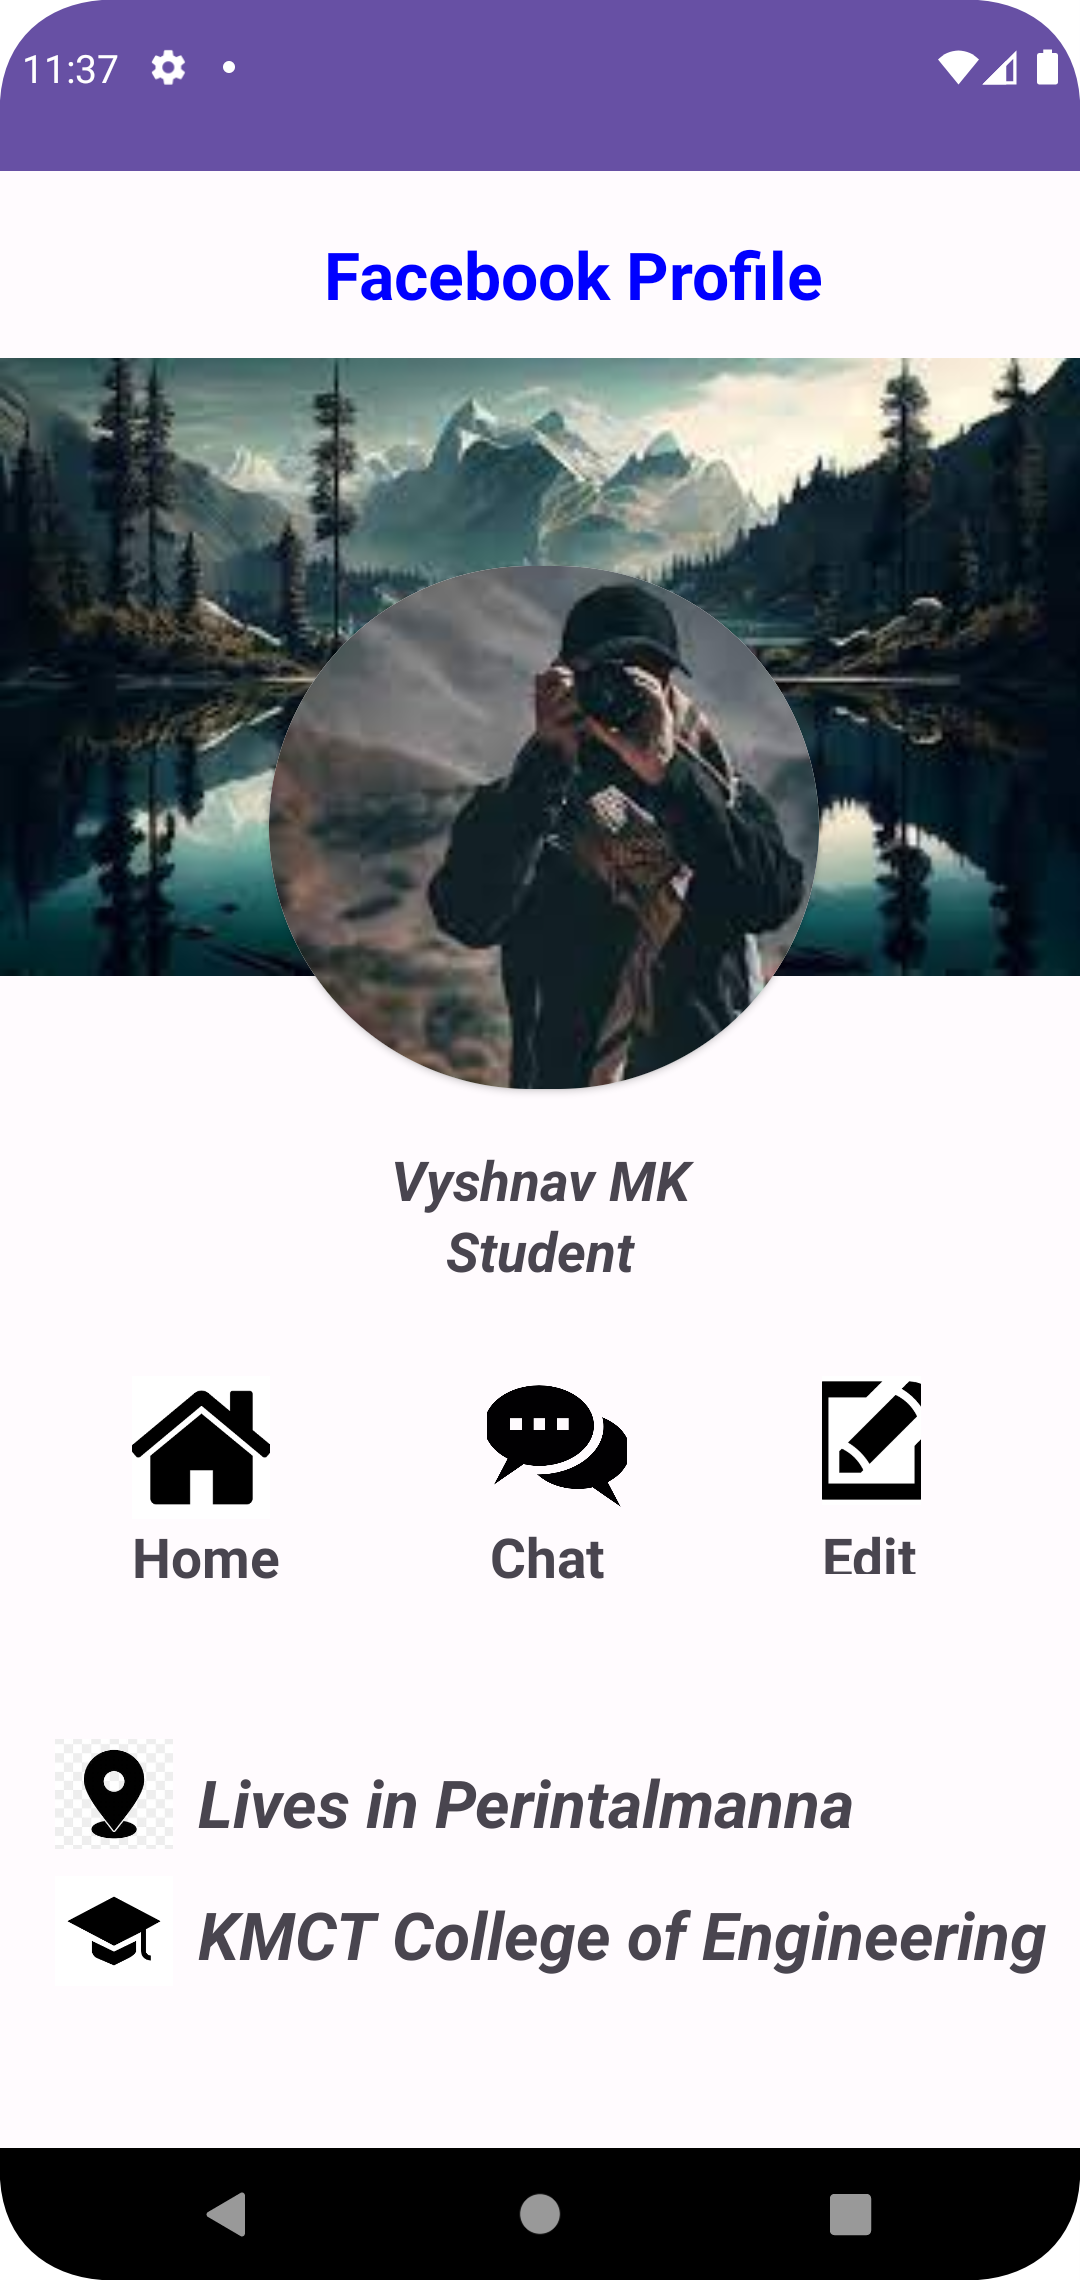 11:37
Facebook Profile
Vyshnav MK
Student
Home Chat Edit
Lives in Perintalmanna
KMCT College of Engineering